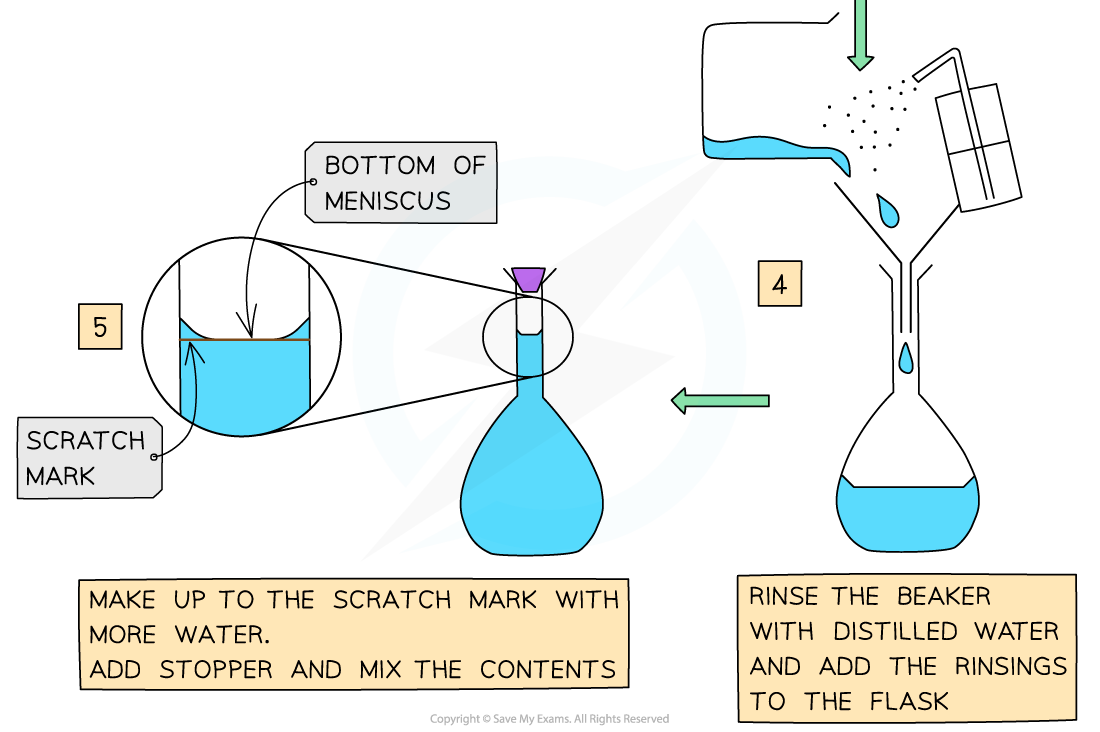 BOTTOM OF
MENISCUS
5
SCRATCH
MARK
MAKE UP TO THE SCRATCH MARK WITH
MORE WATER.
ADD STOPPER AND MIX THE CONTENTS
4
RINSE THE BEAKER
WITH DISTILLED WATER
AND ADD THE RINSINGS
TO THE FLASK
Copyright © Save My Exams. All Rights Reserved